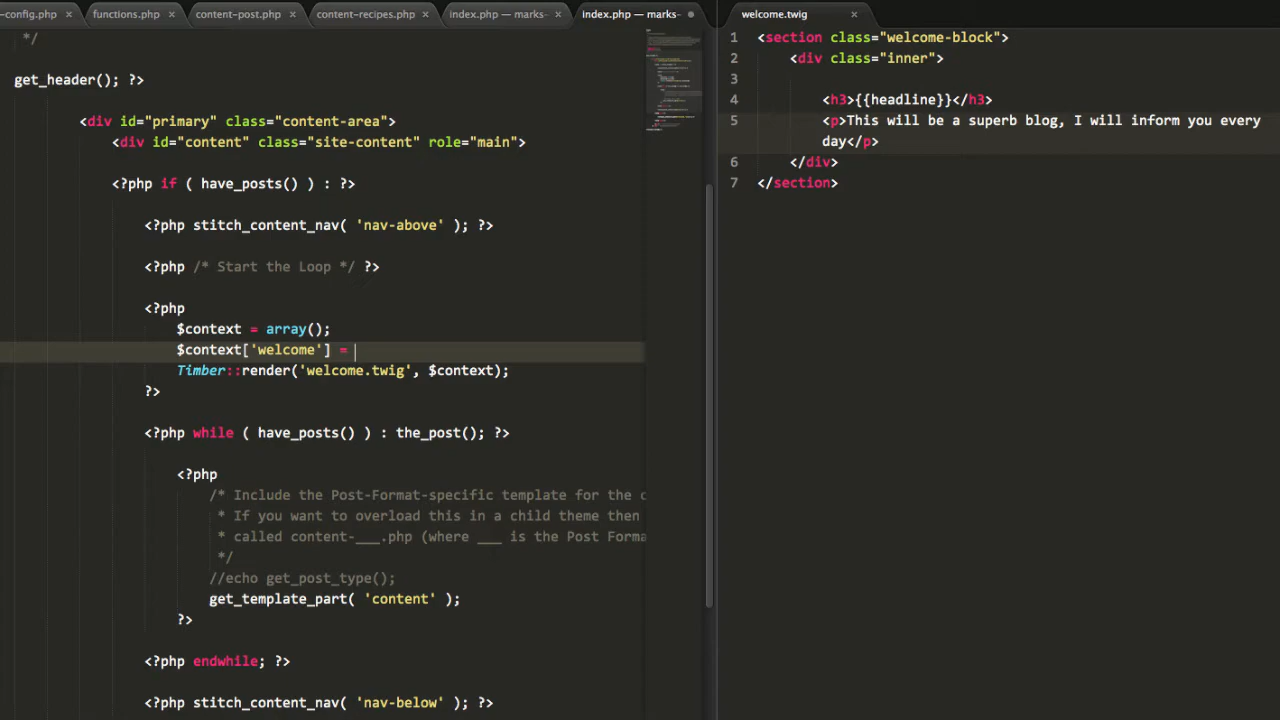 -config.php × functions.php × content-post.php × content-recipes.php × index.php — marks- × index.php — marks-
*/
get_header(); ?>
<div id="primary" class="content-area">
<div id="content" class="site-content" role="main">
<?php if ( have_posts() ) : ?>
<?php stitch_content_nav( 'nav-above' ); ?>
<?php /* Start the Loop */ ?>
<?php
$context = array();
$context['welcome'] =
Timber::render('welcome.twig', $context);
?>
<?php while ( have_posts() ) : the_post(); ?>
<?php
/* Include the Post-Format-specific template for the c
* If you want to overload this in a child theme then
* called content-___.php (where ___ is the Post Forma
*/
//echo get_post_type();
get_template_part( 'content' );
?>
<?php endwhile; ?>
<?php stitch_content_nav( 'nav-below' ); ?>
welcome.twig ×
1 <section class="welcome-block">
2 <div class="inner">
3
4 <h3>{{headline}}</h3>
5 <p>This will be a superb blog, I will inform you every
day</p>
6 </div>
7 </section>